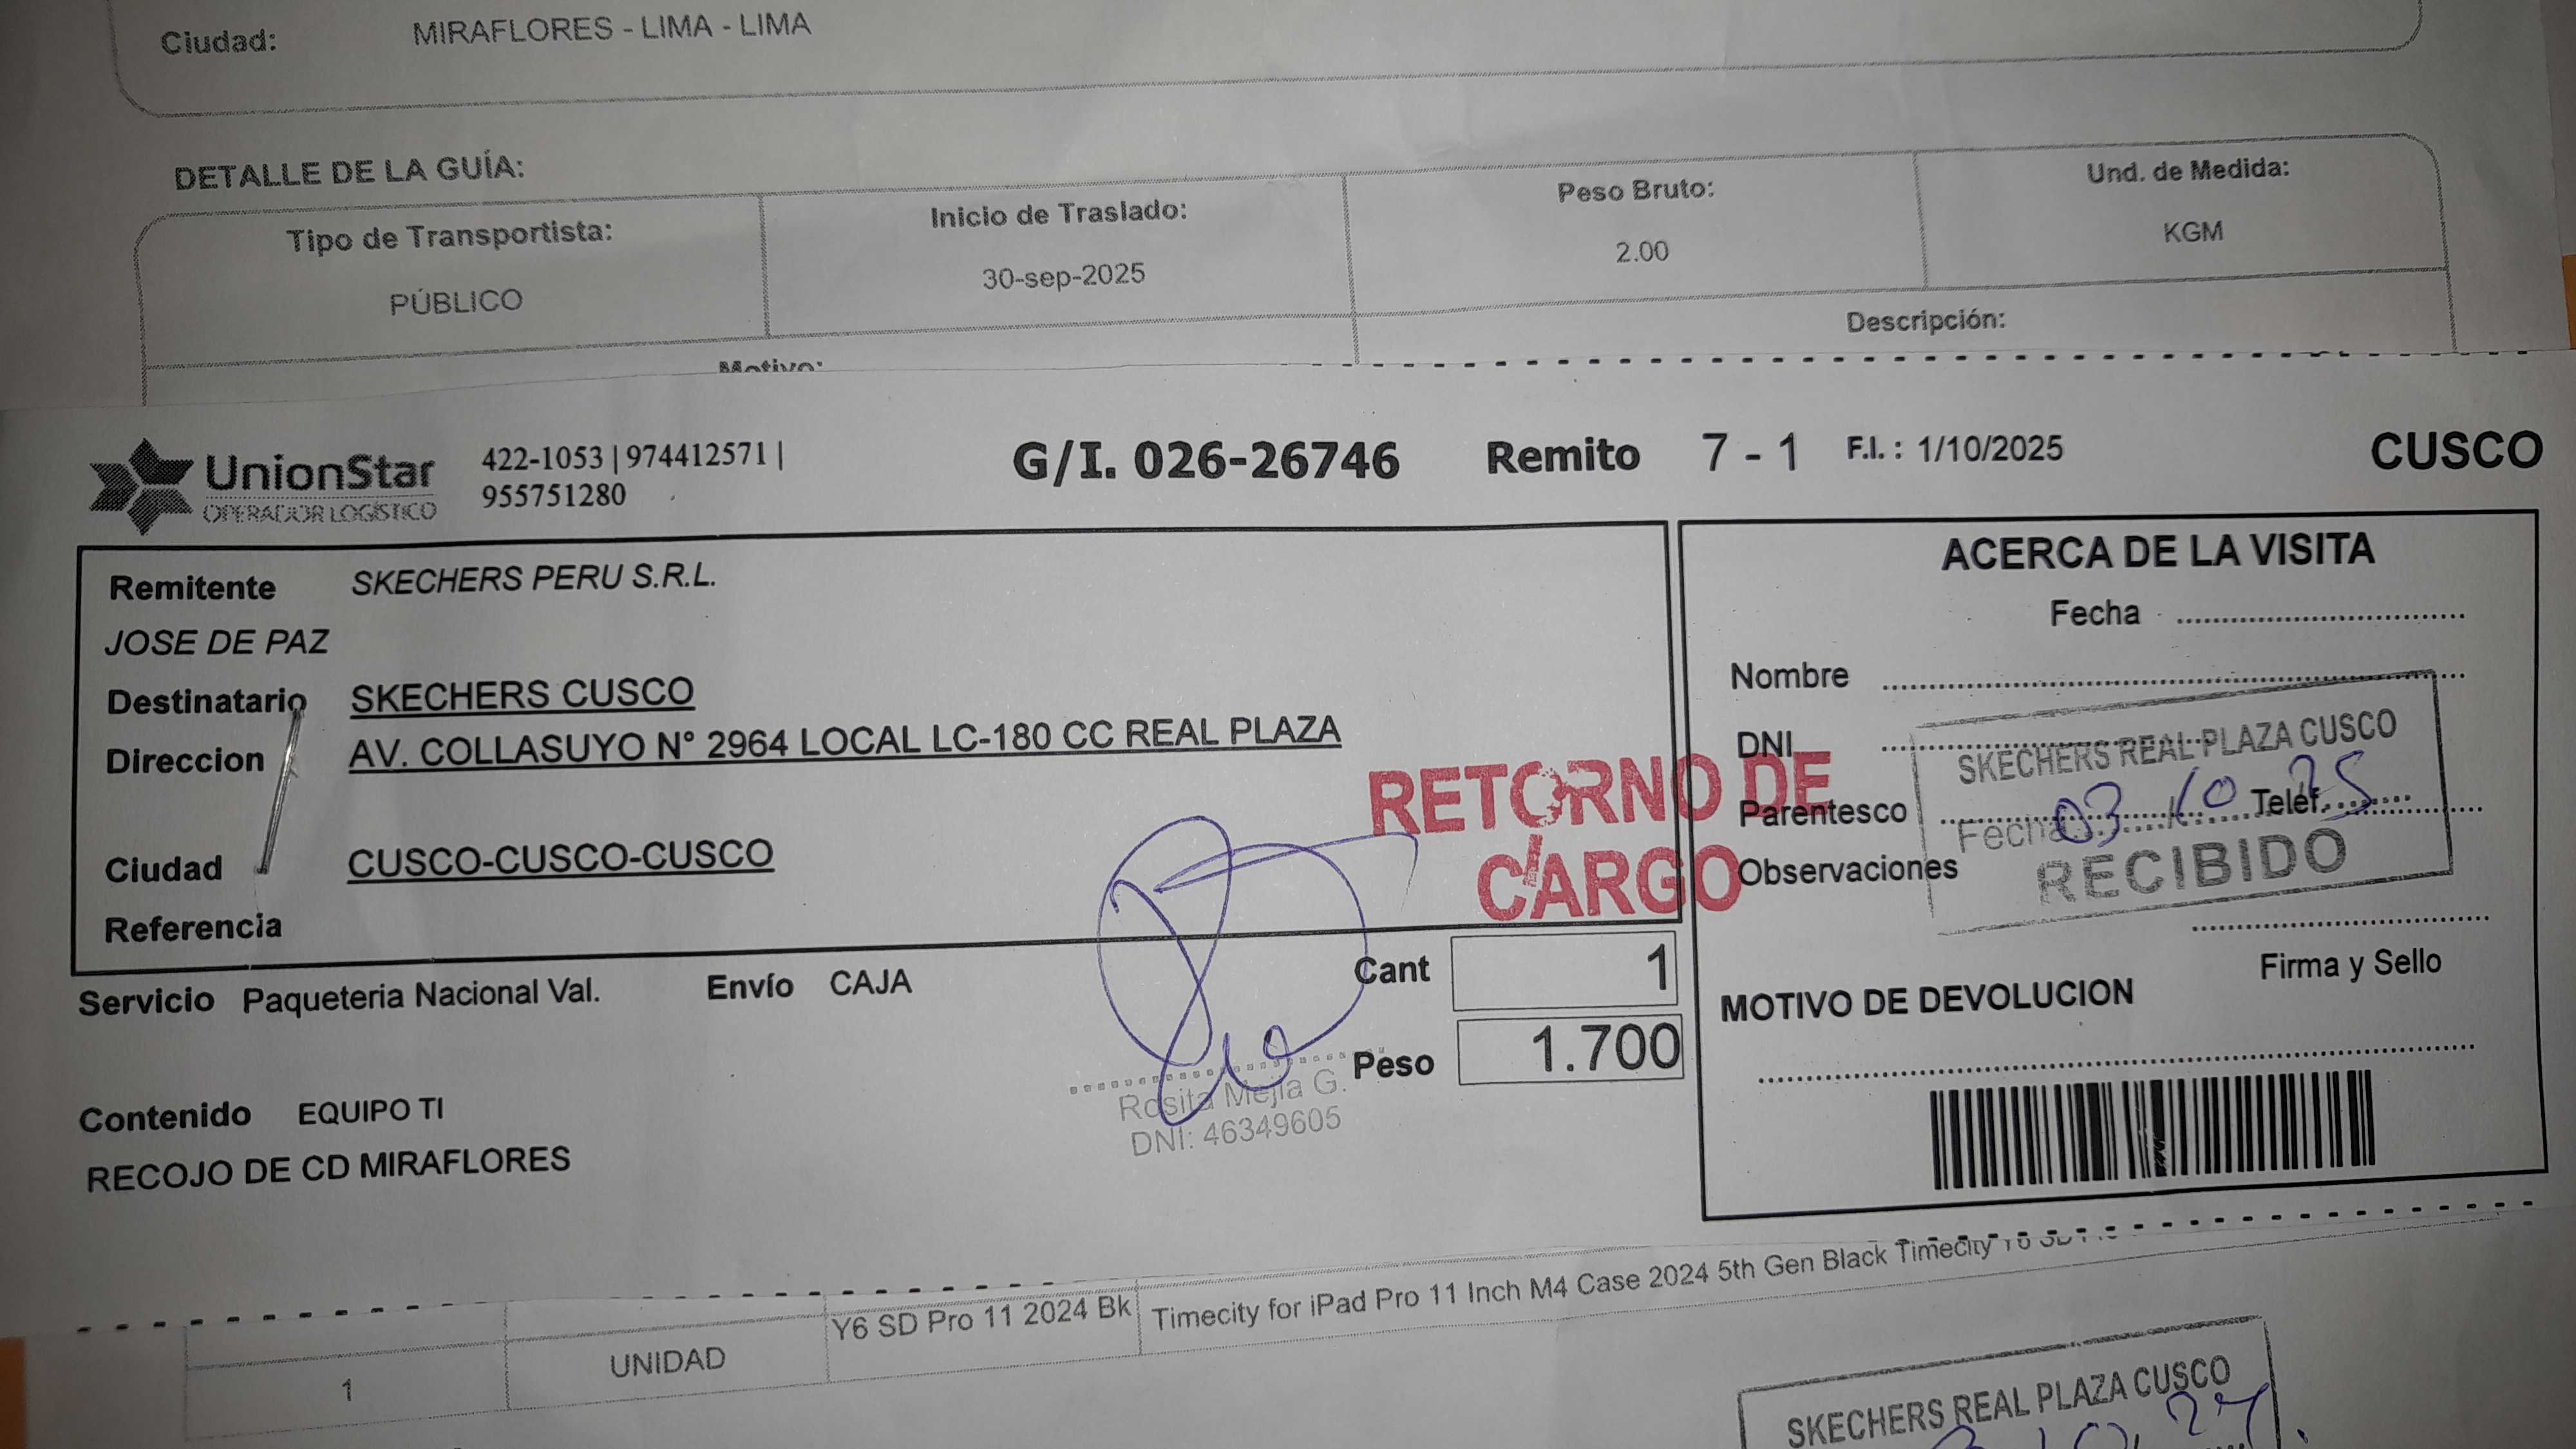 Ciudad: MIRAFLORES - LIMA - LIMA
DETALLE DE LA GUÍA:
Tipo de Transportista: Inicio de Traslado: Peso Bruto: Und. de Medida:
PÚBLICO 30-sep-2025 2.00 KGM
Motivo: Descripción:
UnionStar
OPERADOR LOGÍSTICO
422-1053 | 974412571 |
955751280
G/I. 026-26746 Remito 7 - 1 F.I. : 1/10/2025 CUSCO
Remitente SKECHERS PERU S.R.L.
JOSE DE PAZ
Destinatario SKECHERS CUSCO
Direccion AV. COLLASUYO N° 2964 LOCAL LC-180 CC REAL PLAZA
Ciudad CUSCO-CUSCO-CUSCO
Referencia
RETORNO DE
CARGO
Servicio Paqueteria Nacional Val. Envío CAJA
Cant 1
Peso 1.700
Rosita Mejia G.
DNI: 46349605
Contenido EQUIPO TI
RECOJO DE CD MIRAFLORES
ACERCA DE LA VISITA
Fecha
Nombre
DNI
Parentesco Telef.
Observaciones
SKECHERS REAL PLAZA CUSCO
Fecha 03 10 25
RECIBIDO
Firma y Sello
MOTIVO DE DEVOLUCION
1 UNIDAD Y6 SD Pro 11 2024 Bk Timecity for iPad Pro 11 Inch M4 Case 2024 5th Gen Black Timecity
SKECHERS REAL PLAZA CUSCO